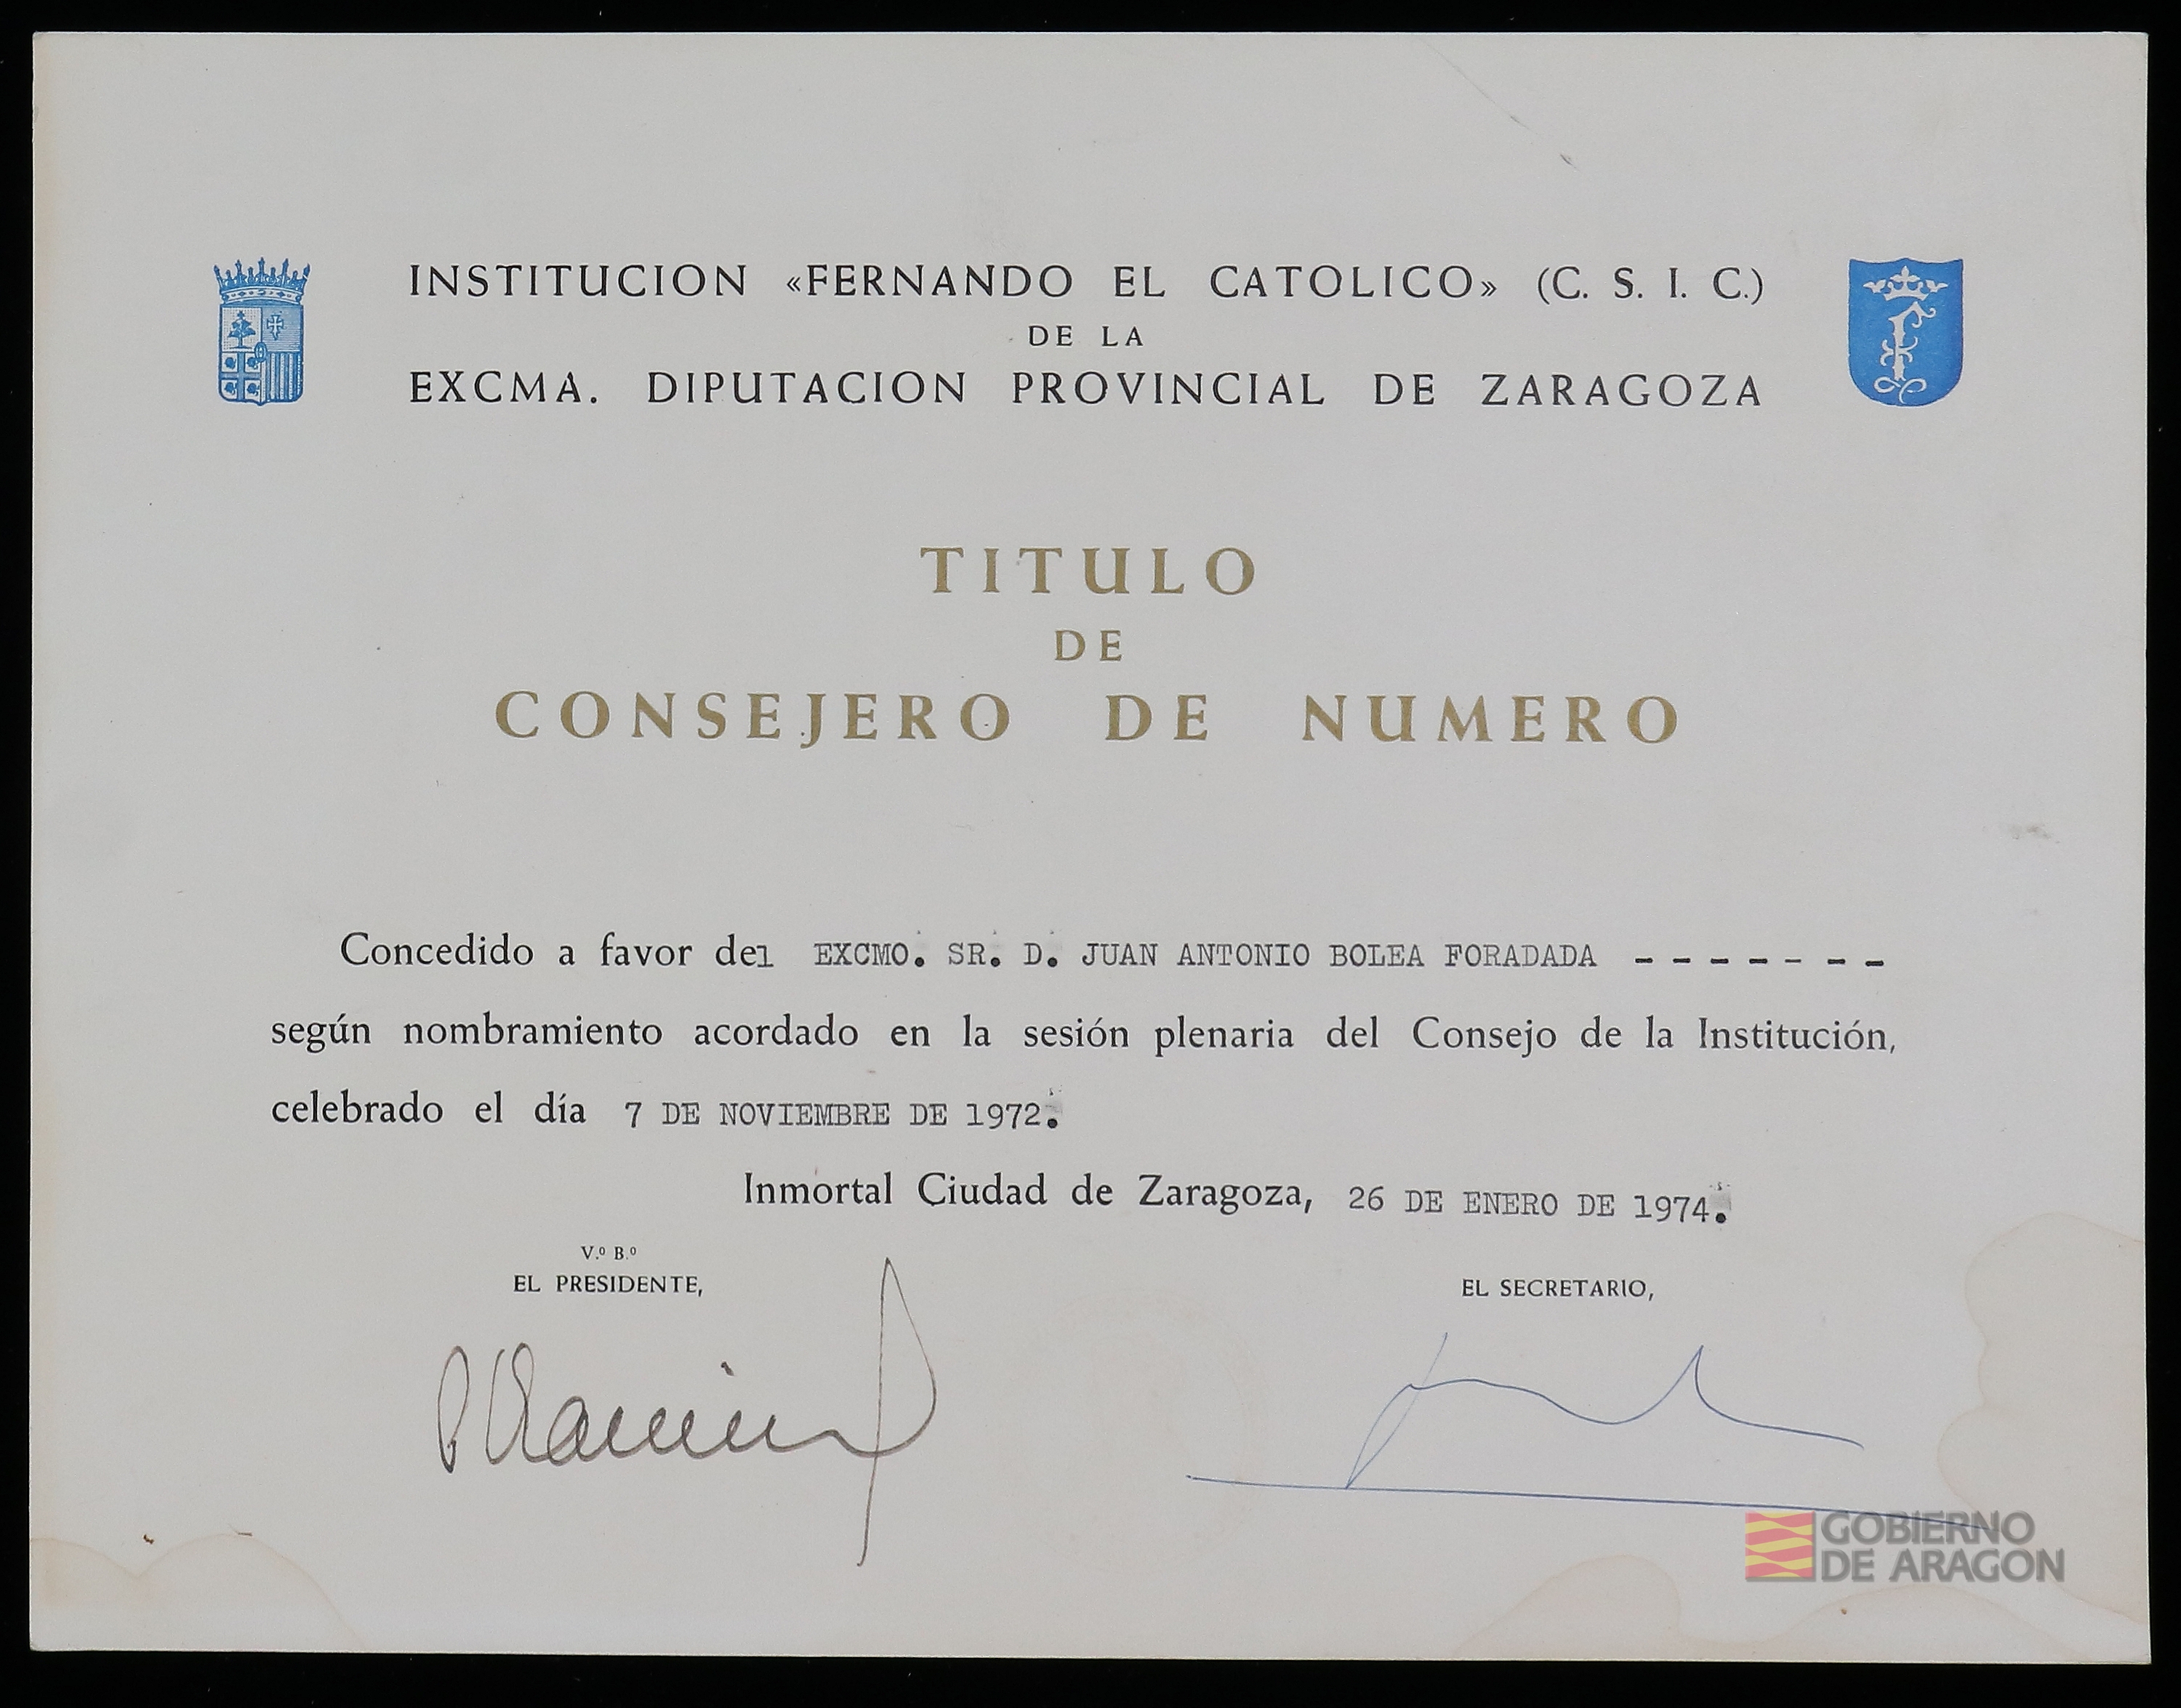 INSTITUCION «FERNANDO EL CATOLICO» (C. S. I. C.)
DE LA
EXCMA. DIPUTACION PROVINCIAL DE ZARAGOZA
TITULO
DE
CONSEJERO DE NUMERO
Concedido a favor del EXCMO. SR. D. JUAN ANTONIO BOLEA FORADADA - - - - - - -
según nombramiento acordado en la sesión plenaria del Consejo de la Institución,
celebrado el día 7 DE NOVIEMBRE DE 1972.
Inmortal Ciudad de Zaragoza, 26 DE ENERO DE 1974.
V.º B.º
EL PRESIDENTE,
EL SECRETARIO,
GOBIERNO
DE ARAGON